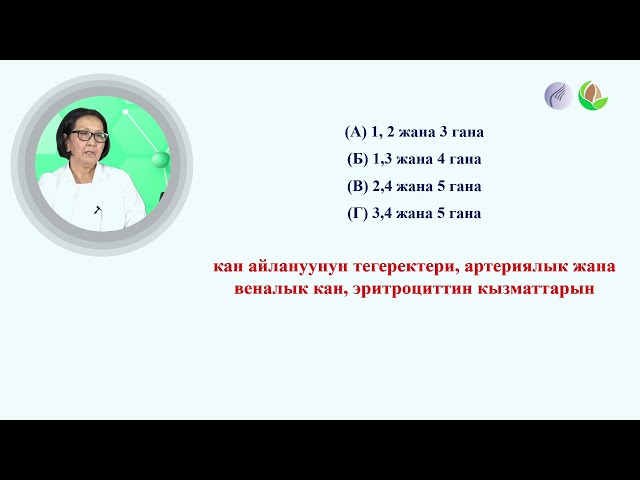 (А) 1, 2 жана 3 гана
(Б) 1,3 жана 4 гана
(В) 2,4 жана 5 гана
(Г) 3,4 жана 5 гана
кан айлануунун тегеректери, артериялык жана
веналык кан, эритроциттин кызматтарын